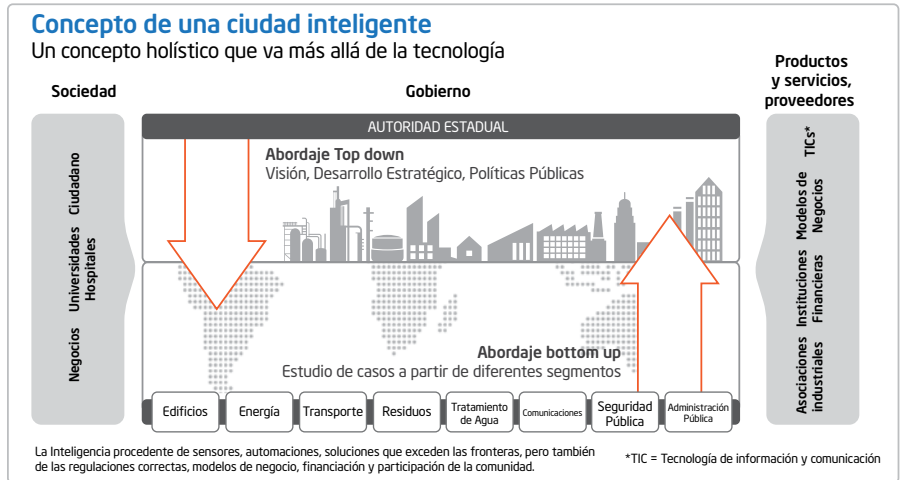 Concepto de una ciudad inteligente
Un concepto holístico que va más allá de la tecnología
Sociedad
Gobierno
Productos
y servicios,
proveedores
Negocios
Universidades
Hospitales
Ciudadano
AUTORIDAD ESTADUAL
Abordaje Top down
Visión, Desarrollo Estratégico, Políticas Públicas
Abordaje bottom up
Estudio de casos a partir de diferentes segmentos
Edificios
Energía
Transporte
Residuos
Tratamiento
de Agua
Comunicaciones
Seguridad
Pública
Administración
Pública
Asociaciones
industriales
Instituciones
Financieras
Modelos de
Negocios
TICs*
La Inteligencia procedente de sensores, automaciones, soluciones que exceden las fronteras, pero también
de las regulaciones correctas, modelos de negocio, financiación y participación de la comunidad.
*TIC = Tecnología de información y comunicación